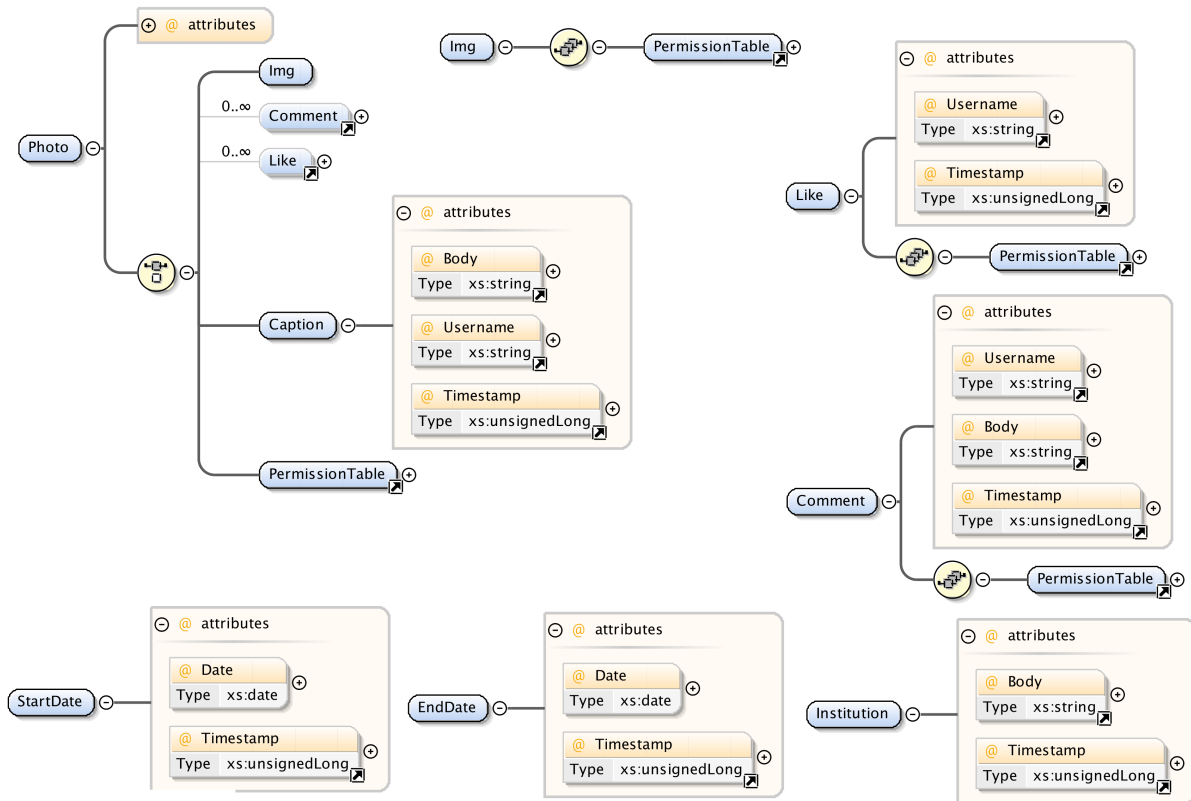 @ attributes
Img
0..∞
Comment
0..∞
Like
Photo
@ attributes
@ Body
Type xs:string
@ Username
Type xs:string
@ Timestamp
Type xs:unsignedLong
Caption
PermissionTable
Img
PermissionTable
@ attributes
@ Username
Type xs:string
@ Timestamp
Type xs:unsignedLong
Like
PermissionTable
@ attributes
@ Username
Type xs:string
@ Body
Type xs:string
@ Timestamp
Type xs:unsignedLong
Comment
PermissionTable
@ attributes
@ Date
Type xs:date
@ Timestamp
Type xs:unsignedLong
StartDate
@ attributes
@ Date
Type xs:date
@ Timestamp
Type xs:unsignedLong
EndDate
@ attributes
@ Body
Type xs:string
@ Timestamp
Type xs:unsignedLong
Institution